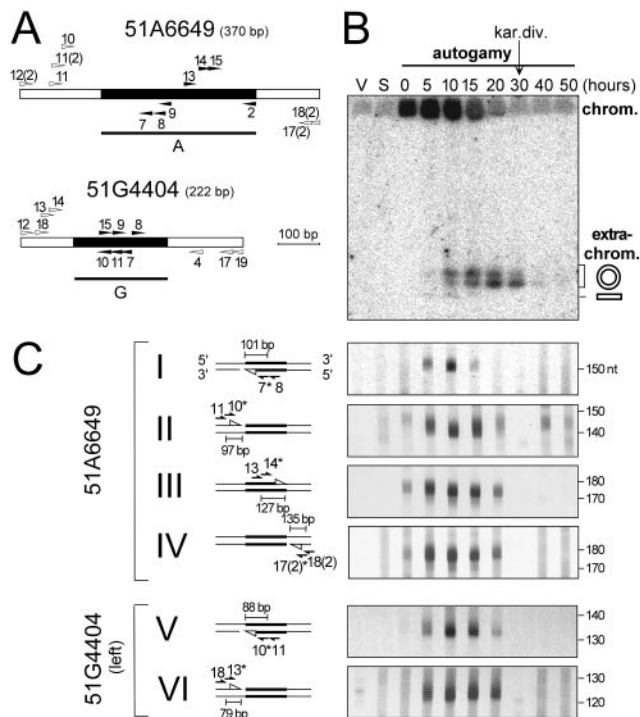 A
51A6649 (370 bp)
10
11(2)
12(2)
11
14 15
13
7 8 9 2
18(2)
17(2)
A
51G4404 (222 bp)
13 14
12 18
15 9 8
10 11 7
4 17 19
G
100 bp
B
kar.div.
autogamy
V S 0 5 10 15 20 30 40 50 (hours)
chrom.
extra-
chrom.
C
51A6649
I
101 bp
5' 3'
3' 5'
7* 8
150 nt
II
11 10*
97 bp
150
140
III
13 14*
127 bp
180
170
IV
135 bp
17(2)* 18(2)
180
170
51G4404
(left)
V
88 bp
10* 11
140
130
VI
18 13*
79 bp
130
120